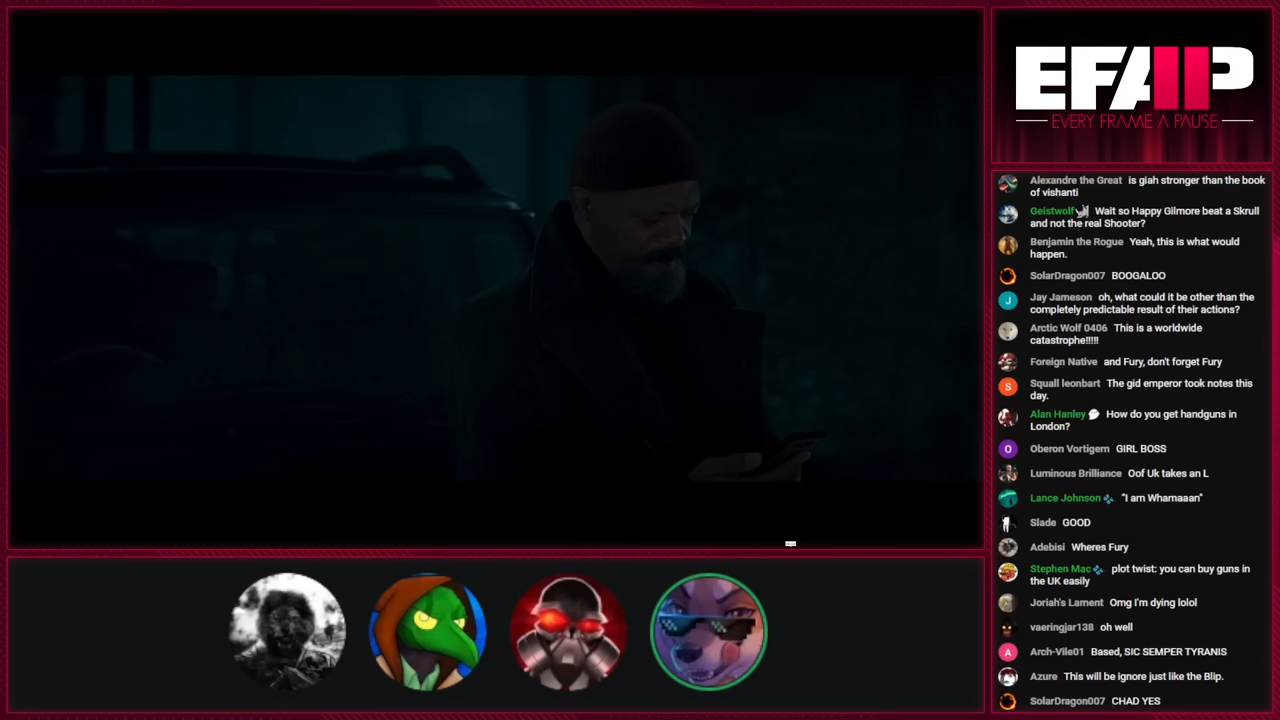 EFAP
EVERY FRAME A PAUSE
Alexandre the Great is giah stronger than the book
of vishanti
Geistwolf Wait so Happy Gilmore beat a Skrull
and not the real Shooter?
Benjamin the Rogue Yeah, this is what would
happen.
SolarDragon007 BOOGALOO
J Jay Jameson oh, what could it be other than the
completely predictable result of their actions?
Arctic Wolf 0406 This is a worldwide
catastrophe!!!!!
Foreign Native and Fury, don't forget Fury
S Squall leonbart The gid emperor took notes this
day.
Alan Hanley How do you get handguns in
London?
O Oberon Vortigern GIRL BOSS
Luminous Brilliance Oof Uk takes an L
Lance Johnson "I am Whamaaan"
Slade GOOD
Adebisi Wheres Fury
Stephen Mac plot twist: you can buy guns in
the UK easily
Joriah's Lament Omg I'm dying lolol
vaeringjar138 oh well
A Arch-Vile01 Based, SIC SEMPER TYRANIS
Azure This will be ignore just like the Blip.
SolarDragon007 CHAD YES